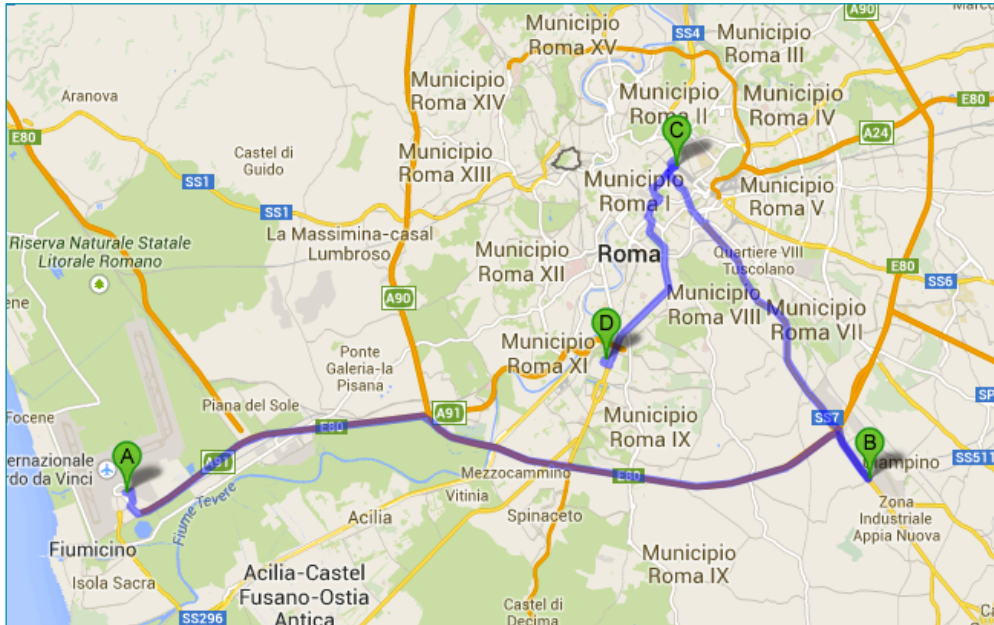 Municipio
Roma XV
SS4
Municipio
Roma III
A90
Marco
Aranova
Municipio
Roma XIV
Municipio
Roma II
Municipio
Roma IV
E80
E80
A24
C
Castel di
Guido
Municipio
Roma XIII
SS1
SS1
Municipio
Roma I
Municipio
Roma V
Riserva Naturale Statale
Litorale Romano
La Massimina-casal
Lumbroso
Municipio
Roma XII
Roma
Quartiere VIII
Tuscolano
E80
SS6
A90
Municipio
Roma VIII
Municipio
Roma VII
D
Ponte
Galeria-la
Pisana
Municipio
Roma XI
Focene
Piana del Sole
A91
E80
SS7
SP
Municipio
Roma IX
A
ternazionale
rdo da Vinci
A91
B
Ciampino
SS511
Mezzocammino
E80
Vitinia
Fiume Tevere
Acilia
Spinaceto
Zona
Industriale
Appia Nuova
Fiumicino
Isola Sacra
Acilia-Castel
Fusano-Ostia
Antica
Municipio
Roma IX
SS296
Castel di
Decima